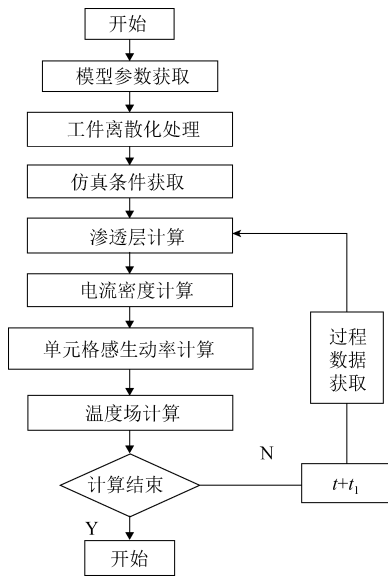 开始
模型参数获取
工件离散化处理
仿真条件获取
渗透层计算
电流密度计算
单元格感生动率计算
温度场计算
计算结束
N
Y
t+t₁
过程
数据
获取
开始